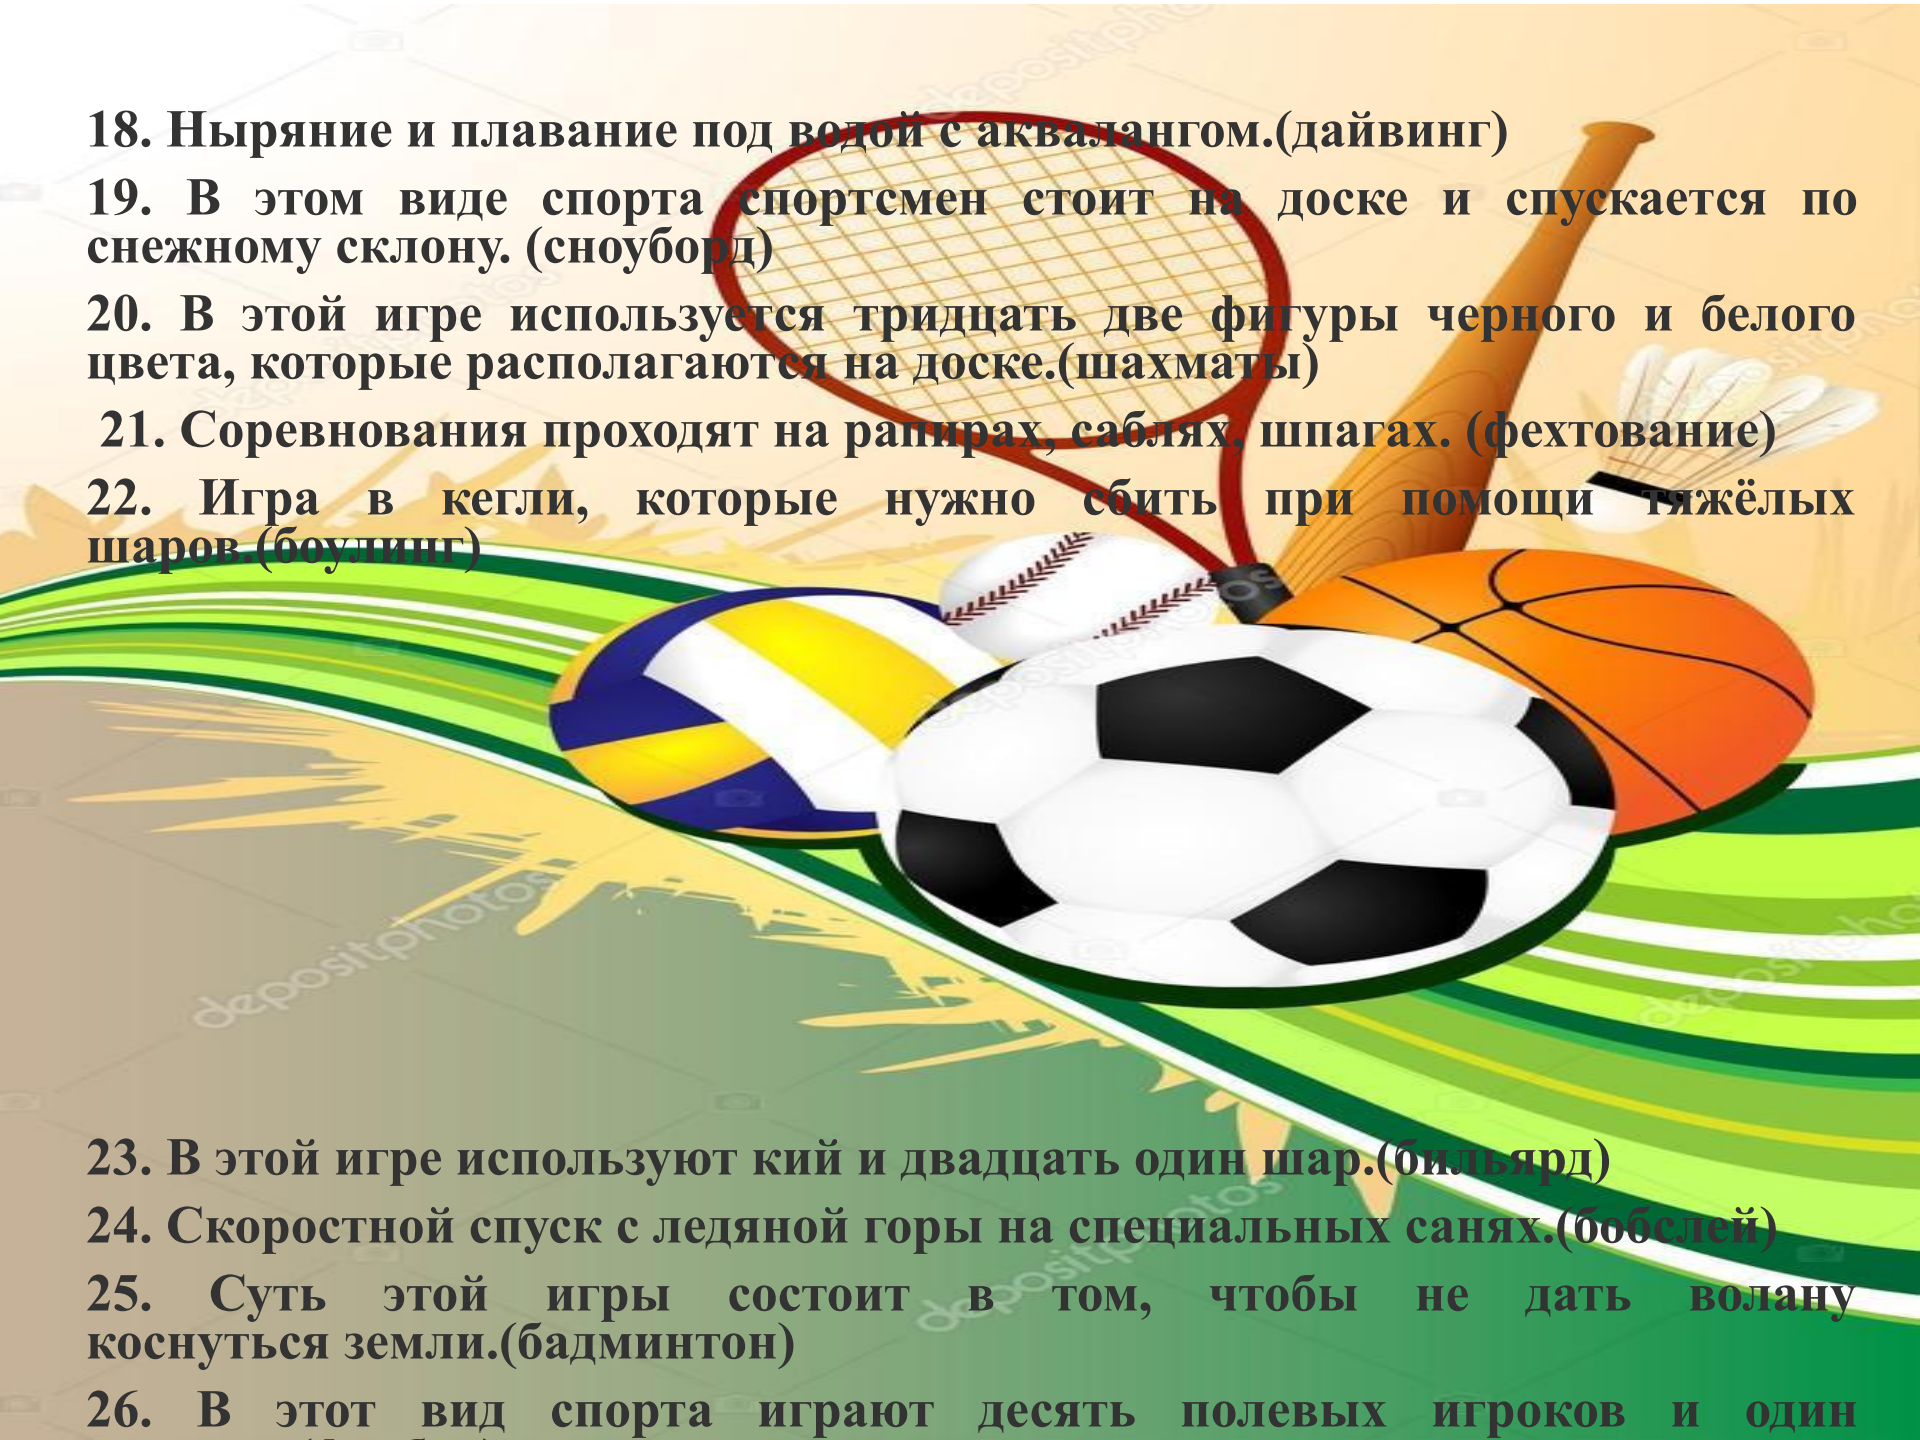 18. Ныряние и плавание под водой с аквалангом.(дайвинг)
19. В этом виде спорта спортсмен стоит на доске и спускается по
снежному склону. (сноуборд)
20. В этой игре используется тридцать две фигуры черного и белого
цвета, которые располагаются на доске.(шахматы)
21. Соревнования проходят на рапирах, саблях, шпагах. (фехтование)
22. Игра в кегли, которые нужно сбить при помощи тяжёлых
шаров.(боулинг)
depositphotos
depositphotos
depositphotos
23. В этой игре используют кий и двадцать один шар.(бильярд)
depositphotos
24. Скоростной спуск с ледяной горы на специальных санях.(бобслей)
25. Суть этой игры состоит в том, чтобы не дать волану
коснуться земли.(бадминтон)
26. В этот вид спорта играют десять полевых игроков и один